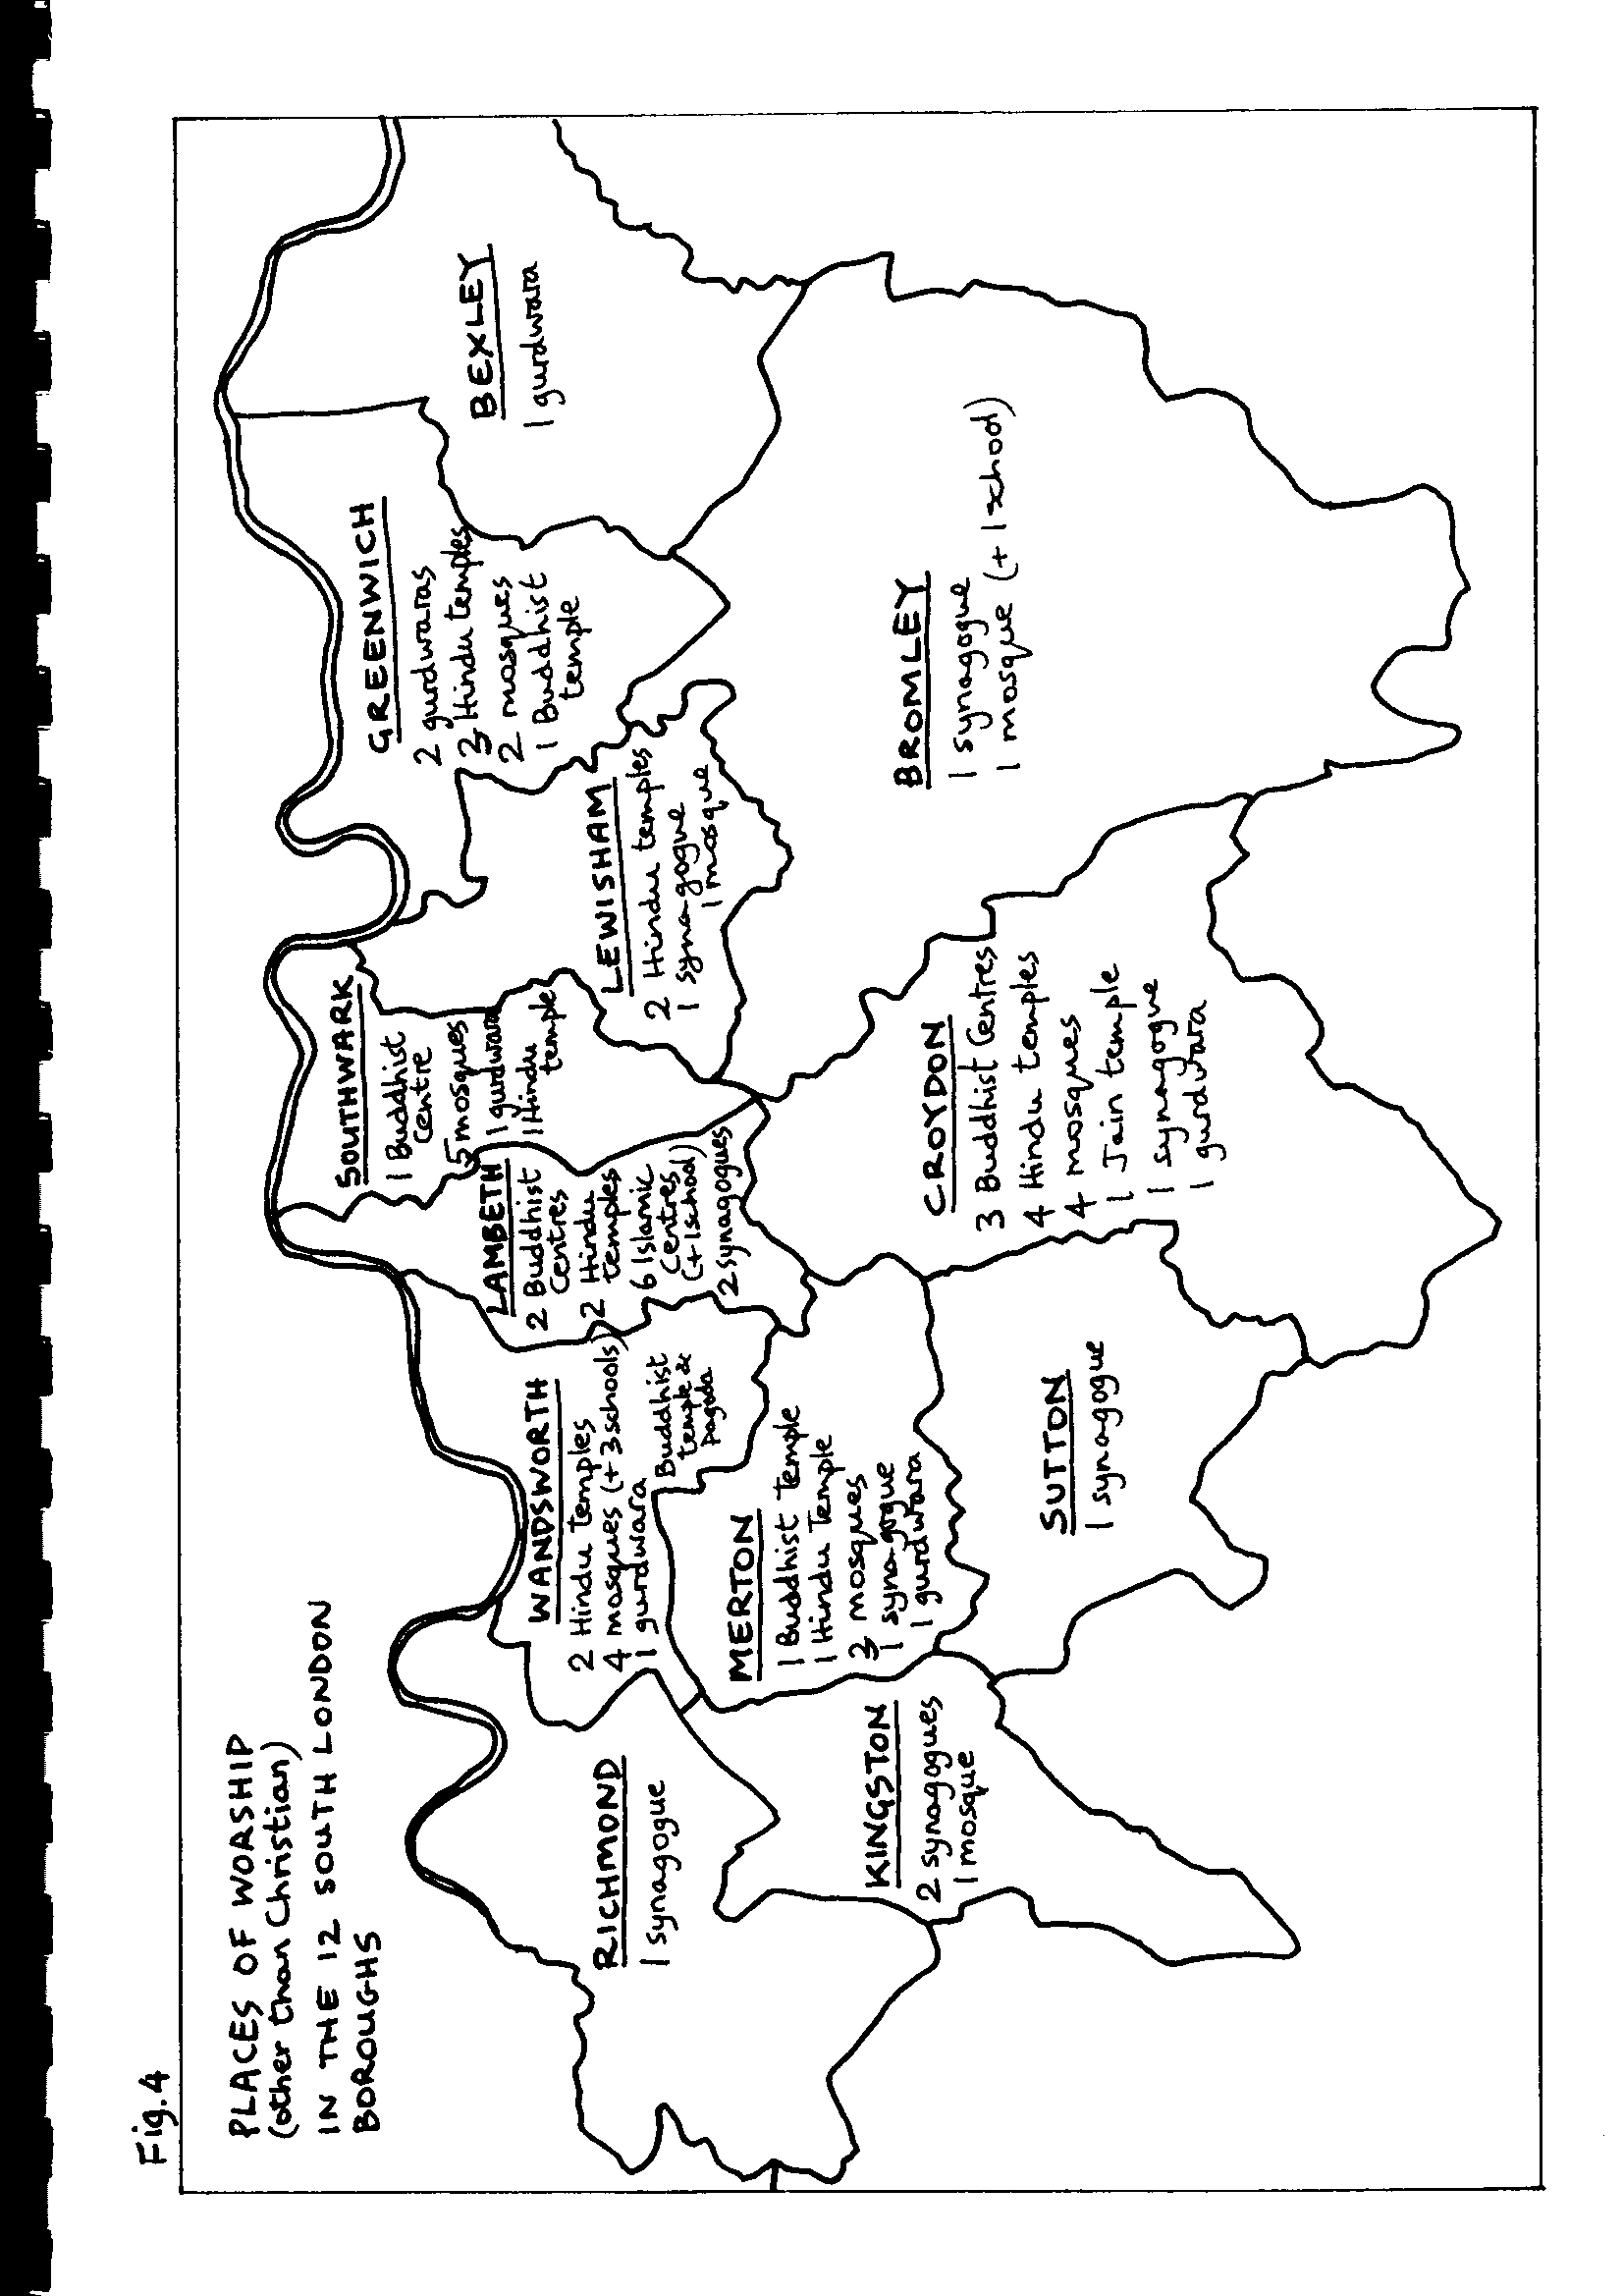 Fig.4
PLACES OF WORSHIP
(other than Christian)
IN THE 12 SOUTH LONDON
BOROUGHS
RICHMOND
1 synagogue
KINGSTON
2 synagogues
1 mosque
WANDSWORTH
2 Hindu Temples
4 mosques (+ 3 schools)
1 gurdwara
Buddhist
temple &
pagoda
MERTON
1 Buddhist Temple
1 Hindu Temple
3 mosques
1 synagogue
1 gurdwara
SUTTON
1 synagogue
LAMBETH
2 Buddhist
Centres
2 Hindu
temples
6 Islamic
Centres
(+ 1 school)
2 synagogues
SOUTHWARK
1 Buddhist
Centre
5 mosques
1 gurdwara
1 Hindu
temple
CROYDON
3 Buddhist Centres
4 Hindu temples
4 mosques
1 Jain temple
1 synagogue
1 gurdwara
LEWISHAM
2 Hindu temples
1 synagogue
1 mosque
GREENWICH
2 gurdwaras
3 Hindu temples
2 mosques
1 Buddhist
temple
BEXLEY
1 gurdwara
BROMLEY
1 synagogue
1 mosque (+ 1 school)